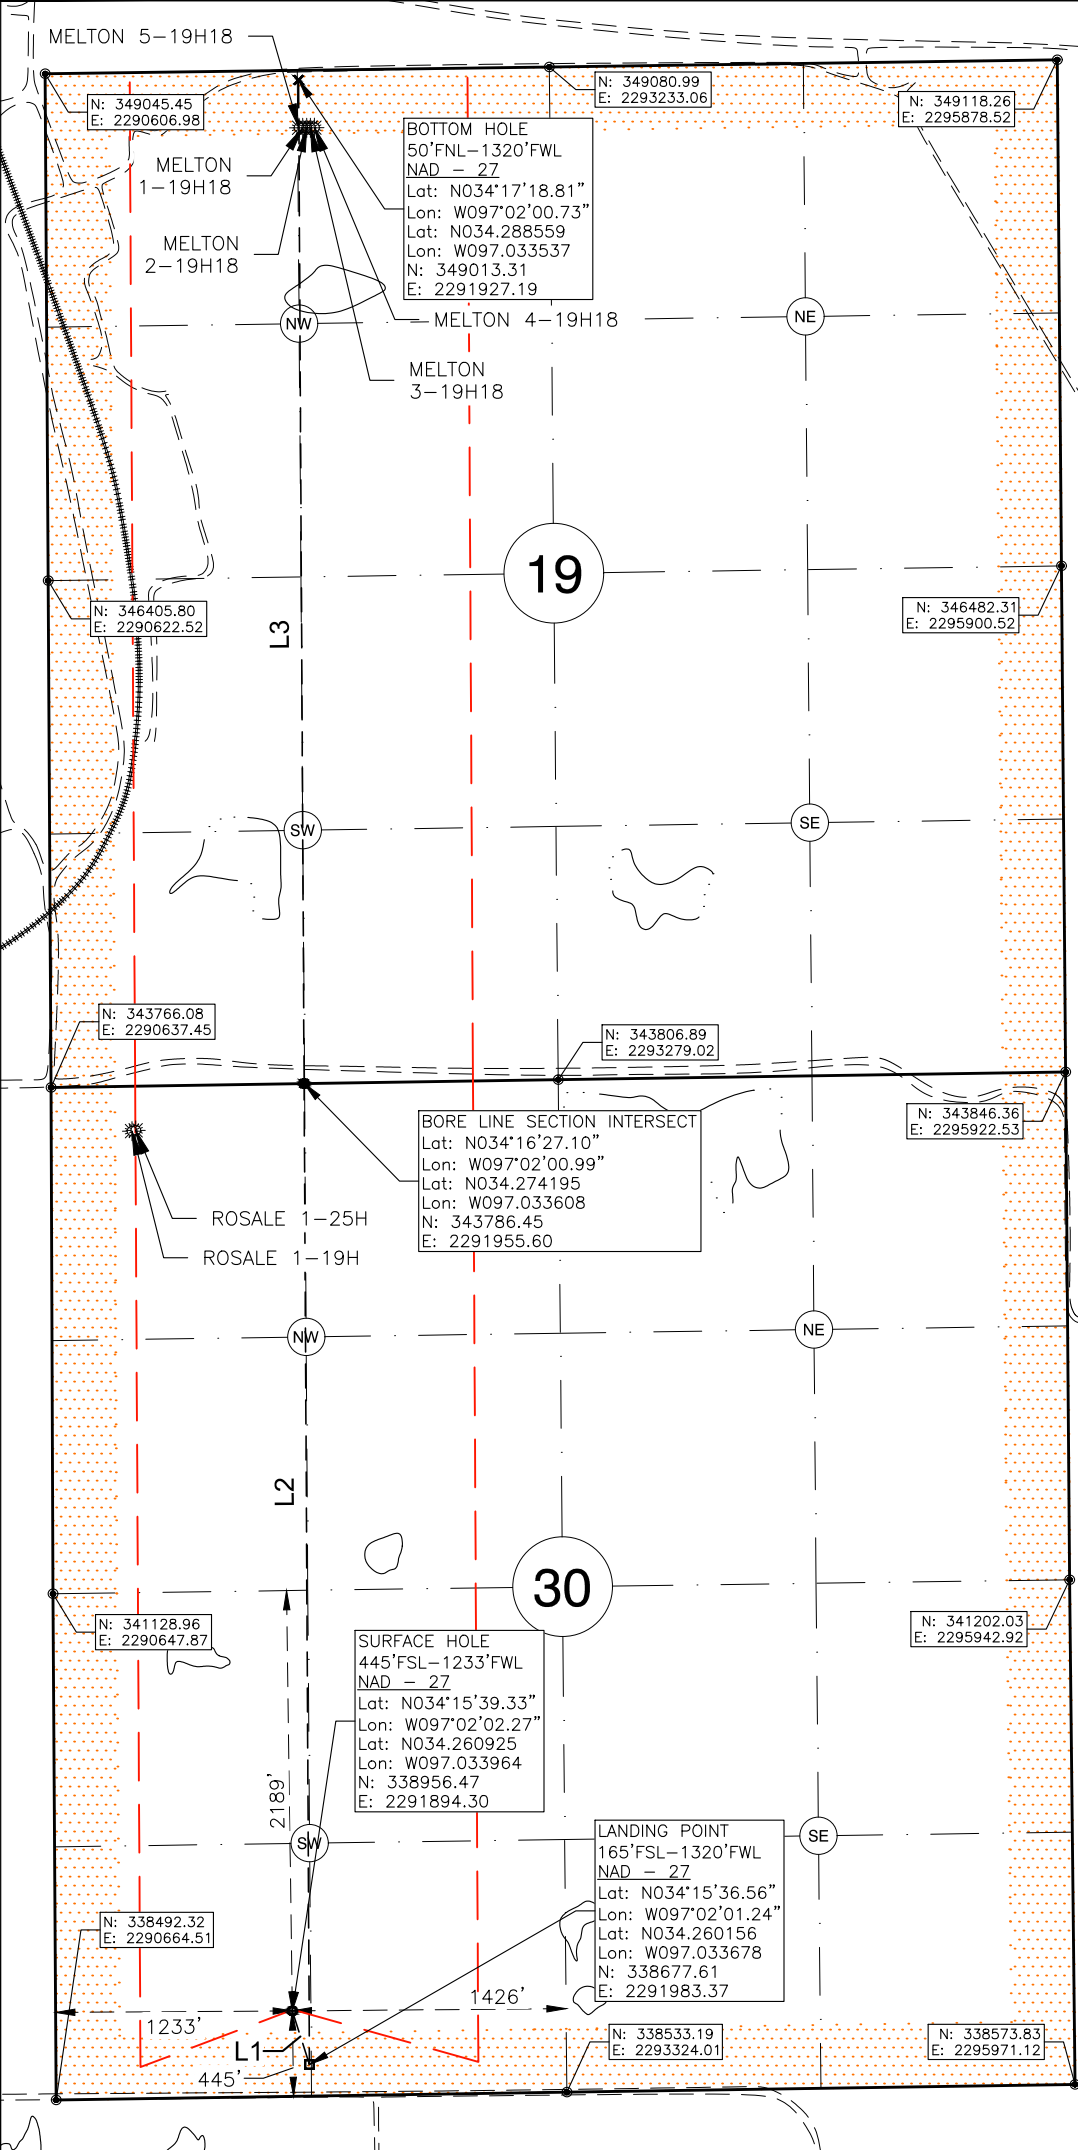 MELTON 5-19H18
N: 349045.45
E: 2290606.98
N: 349080.99
E: 2293233.06
N: 349118.26
E: 2295878.52
MELTON
1-19H18
MELTON
2-19H18
BOTTOM HOLE
50'FNL-1320'FWL
NAD - 27
Lat: N034°17'18.81"
Lon: W097°02'00.73"
Lat: N034.288559
Lon: W097.033537
N: 349013.31
E: 2291927.19
MELTON 4-19H18
MELTON
3-19H18
NW
NE
19
N: 346405.80
E: 2290622.52
N: 346482.31
E: 2295900.52
L3
SW
SE
N: 343766.08
E: 2290637.45
N: 343806.89
E: 2293279.02
N: 343846.36
E: 2295922.53
BORE LINE SECTION INTERSECT
Lat: N034°16'27.10"
Lon: W097°02'00.99"
Lat: N034.274195
Lon: W097.033608
N: 343786.45
E: 2291955.60
ROSALE 1-25H
ROSALE 1-19H
NW
NE
L2
30
N: 341128.96
E: 2290647.87
N: 341202.03
E: 2295942.92
SURFACE HOLE
445'FSL-1233'FWL
NAD - 27
Lat: N034°15'39.33"
Lon: W097°02'02.27"
Lat: N034.260925
Lon: W097.033964
N: 338956.47
E: 2291894.30
2189'
SW
SE
LANDING POINT
165'FSL-1320'FWL
NAD - 27
Lat: N034°15'36.56"
Lon: W097°02'01.24"
Lat: N034.260156
Lon: W097.033678
N: 338677.61
E: 2291983.37
N: 338492.32
E: 2290664.51
1233'
1426'
L1
445'
N: 338533.19
E: 2293324.01
N: 338573.83
E: 2295971.12